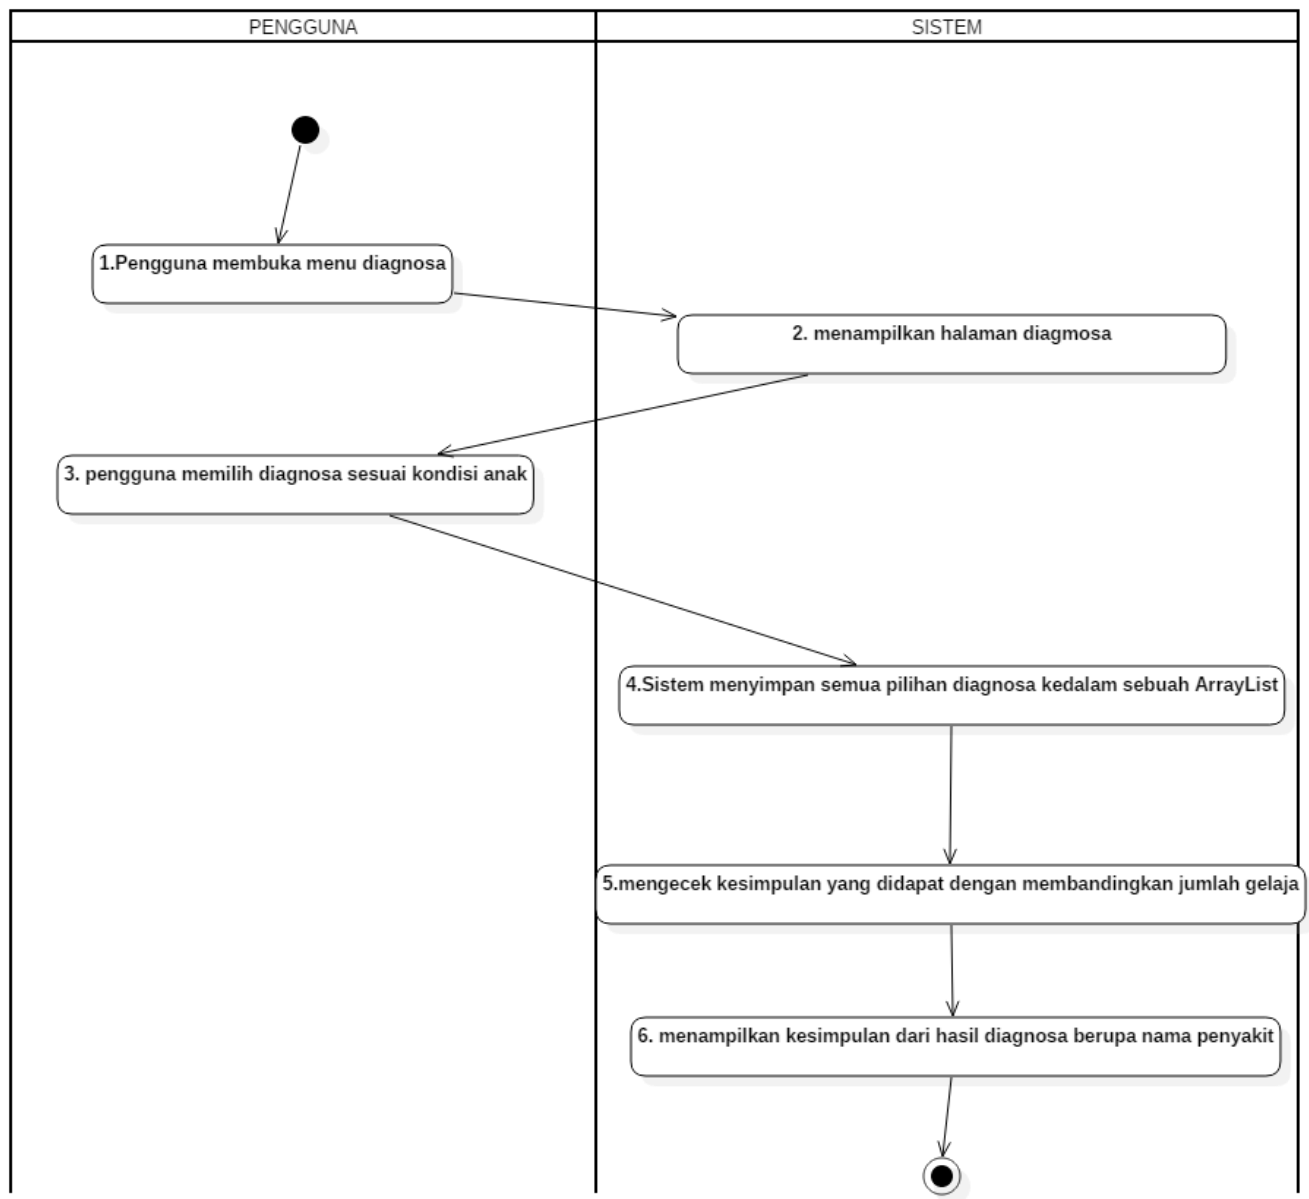 PENGGUNA
SISTEM
1.Pengguna membuka menu diagnosa
2. menampilkan halaman diagmosa
3. pengguna memilih diagnosa sesuai kondisi anak
4.Sistem menyimpan semua pilihan diagnosa kedalam sebuah ArrayList
5.mengecek kesimpulan yang didapat dengan membandingkan jumlah gelaja
6. menampilkan kesimpulan dari hasil diagnosa berupa nama penyakit